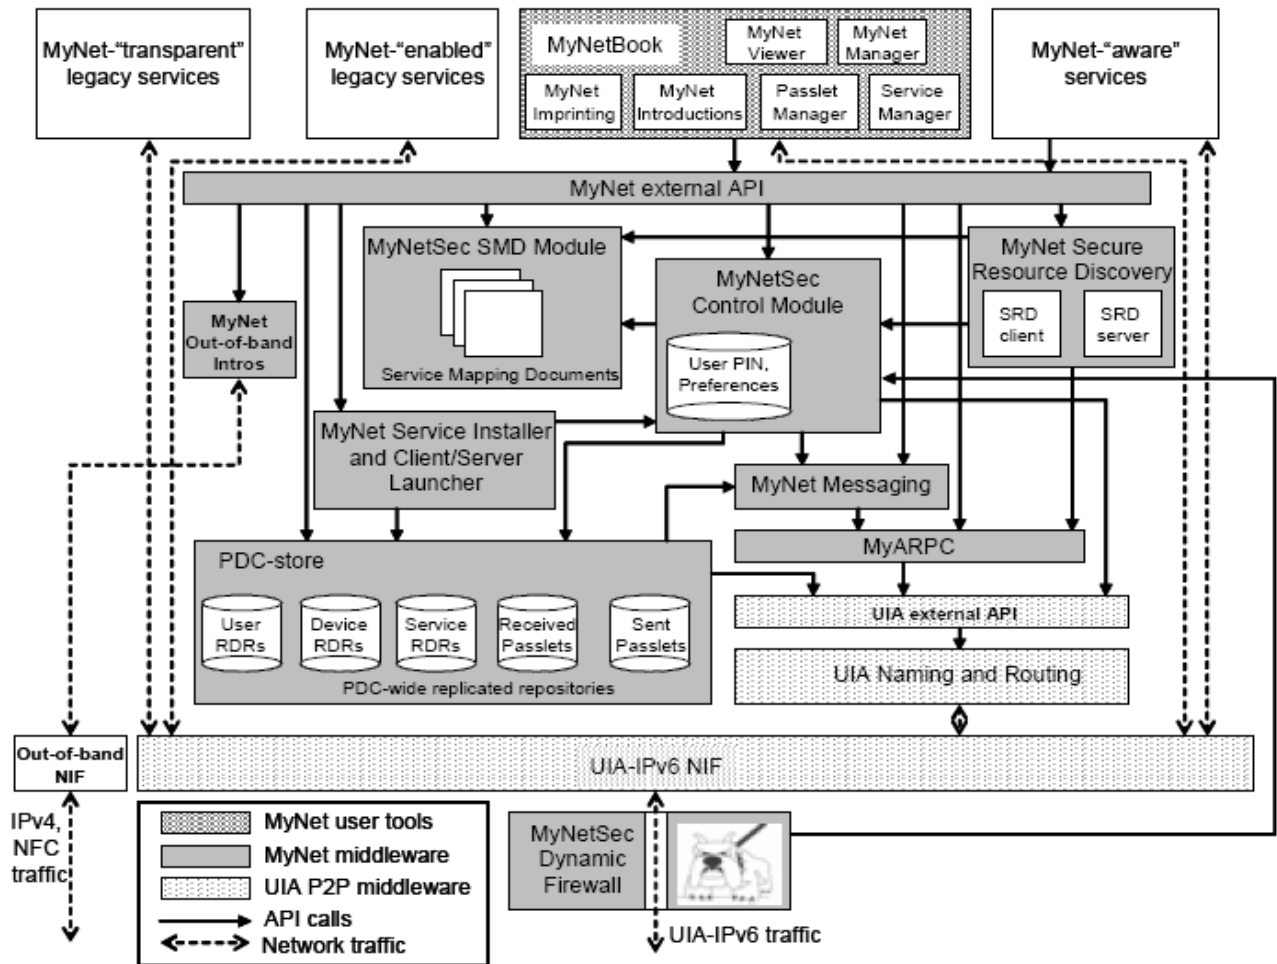 MyNet-“transparent”
legacy services
MyNet-“enabled”
legacy services
MyNetBook
MyNet
Viewer
MyNet
Manager
MyNet
Imprinting
MyNet
Introductions
Passlet
Manager
Service
Manager
MyNet-“aware”
services
MyNet external API
MyNetSec SMD Module
Service Mapping Documents
MyNetSec
Control Module
User PIN,
Preferences
MyNet Secure
Resource Discovery
SRD
client
SRD
server
MyNet
Out-of-band
Intros
MyNet Service Installer
and Client/Server
Launcher
MyNet Messaging
MyARPC
PDC-store
User
RDRs
Device
RDRs
Service
RDRs
Received
Passlets
Sent
Passlets
PDC-wide replicated repositories
UIA external API
UIA Naming and Routing
Out-of-band
NIF
UIA-IPv6 NIF
IPv4,
NFC
traffic
MyNet user tools
MyNet middleware
UIA P2P middleware
API calls
Network traffic
MyNetSec
Dynamic
Firewall
UIA-IPv6 traffic